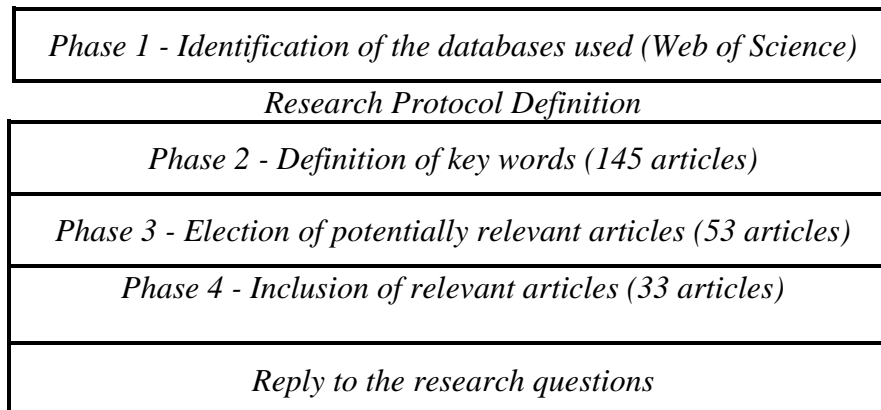 Phase 1 - Identification of the databases used (Web of Science)
Research Protocol Definition
Phase 2 - Definition of key words (145 articles)
Phase 3 - Election of potentially relevant articles (53 articles)
Phase 4 - Inclusion of relevant articles (33 articles)
Reply to the research questions